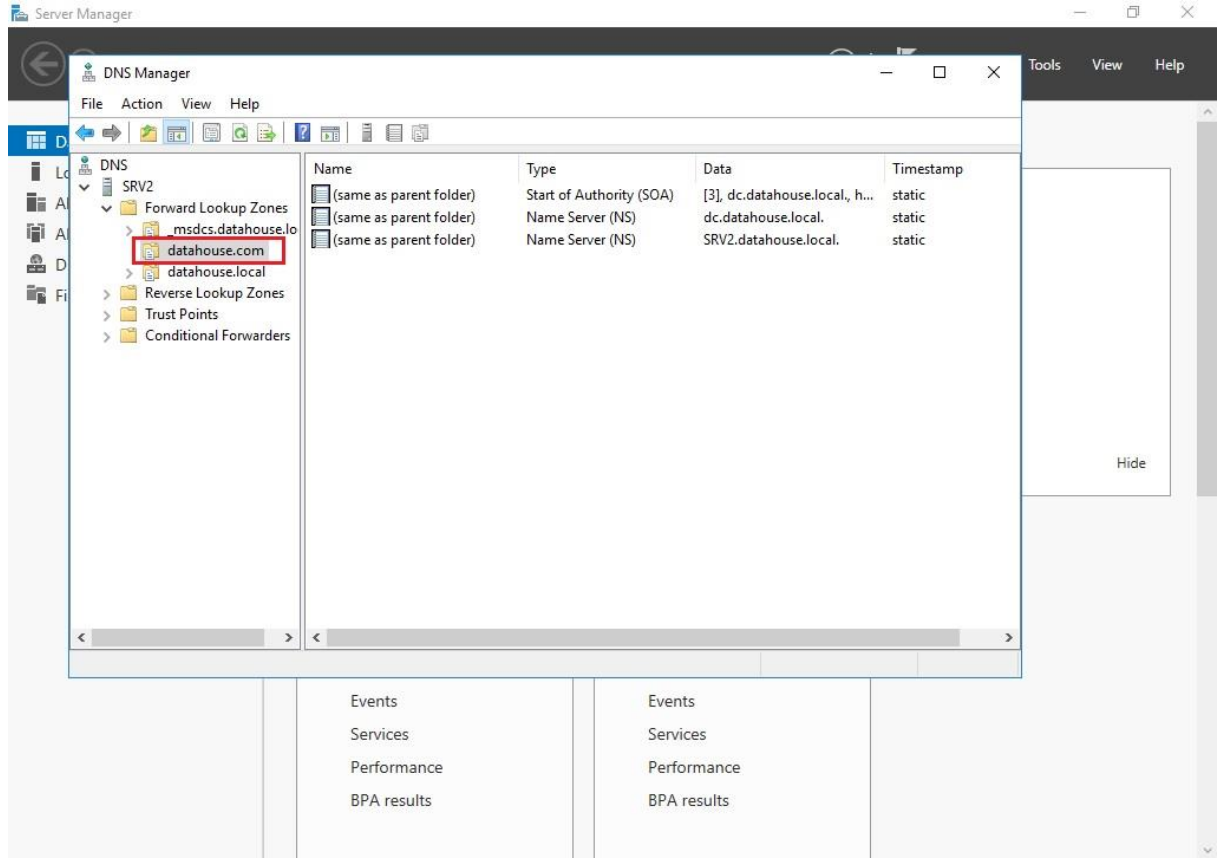 Server Manager
Tools View Help
DNS Manager
File Action View Help
DNS
SRV2
Forward Lookup Zones
_msdcs.datahouse.lo
datahouse.com
datahouse.local
Reverse Lookup Zones
Trust Points
Conditional Forwarders
Name Type Data Timestamp
(same as parent folder) Start of Authority (SOA) [3], dc.datahouse.local., h... static
(same as parent folder) Name Server (NS) dc.datahouse.local. static
(same as parent folder) Name Server (NS) SRV2.datahouse.local. static
D
Lo
Al
Al
D
Fi
Hide
Events Events
Services Services
Performance Performance
BPA results BPA results